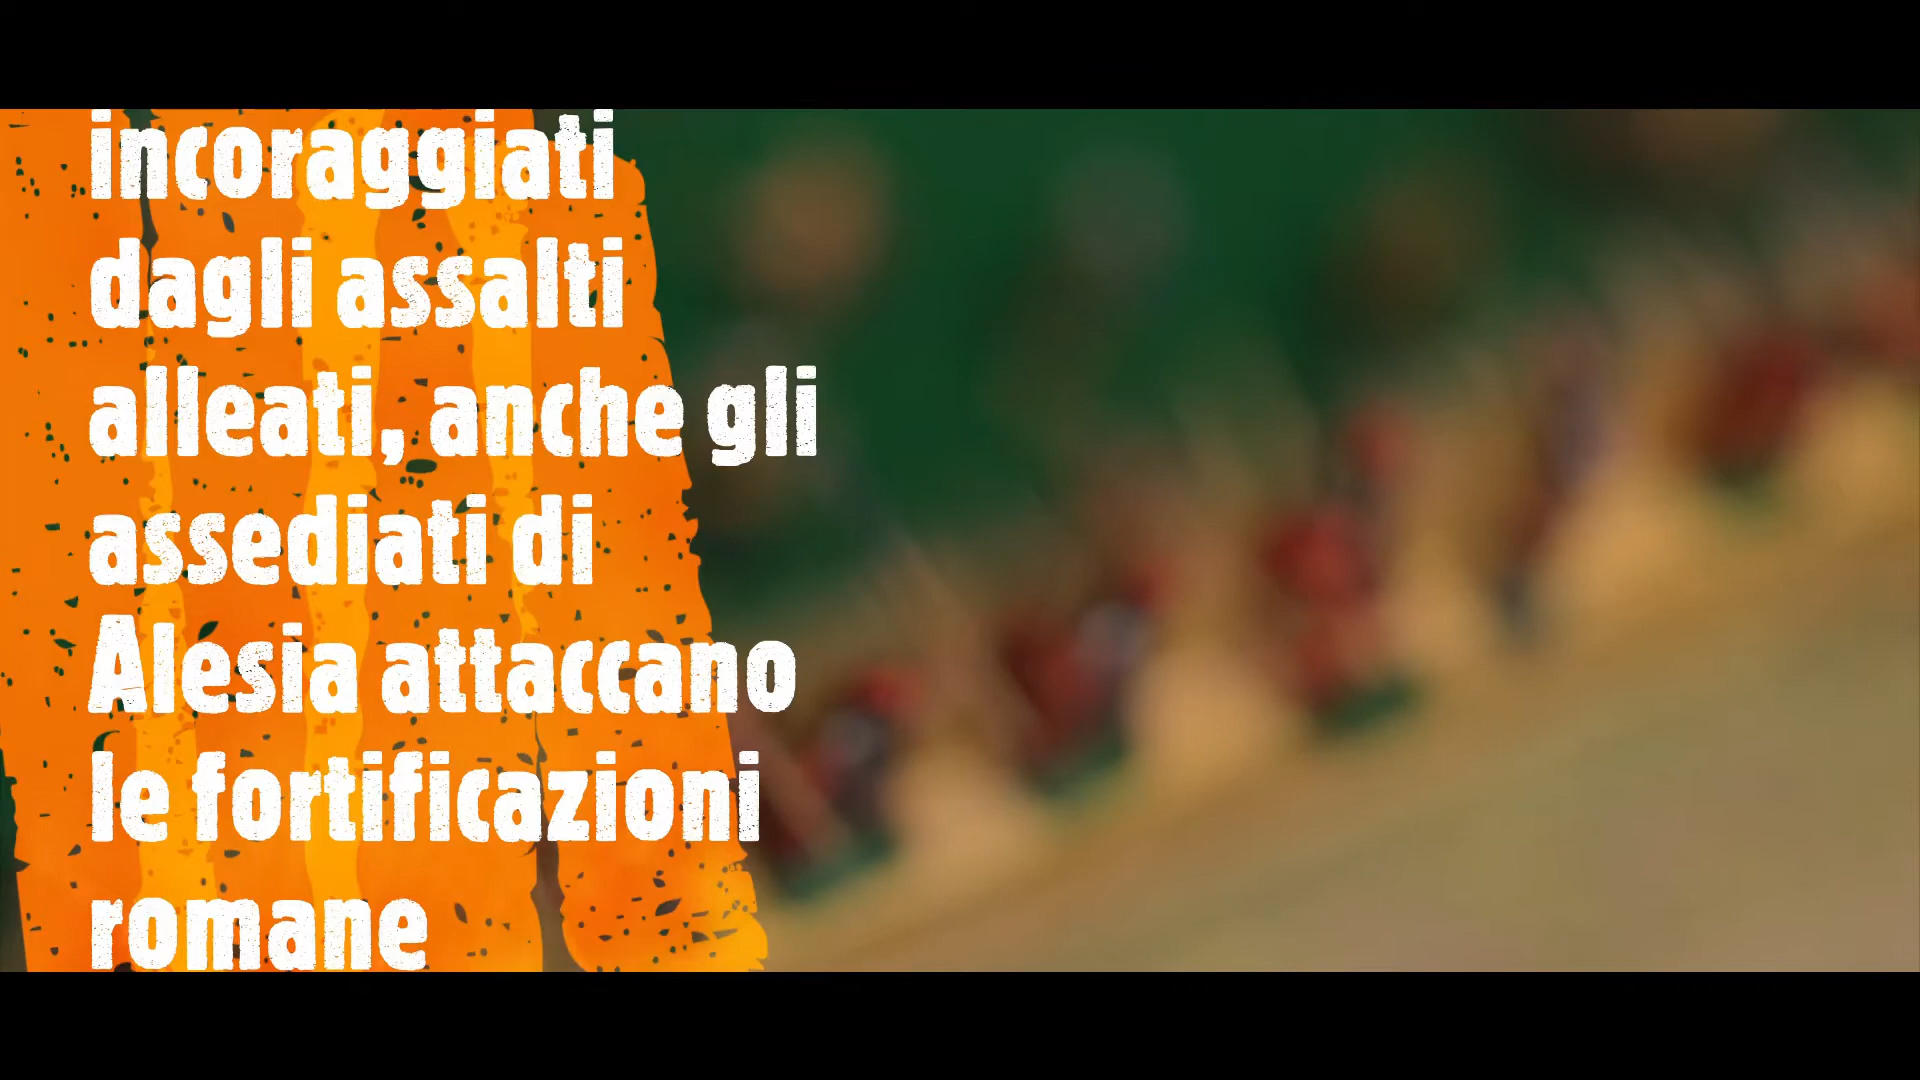 incoraggiati
dagli assalti
alleati, anche gli
assediati di
Alesia attaccano
le fortificazioni
romane